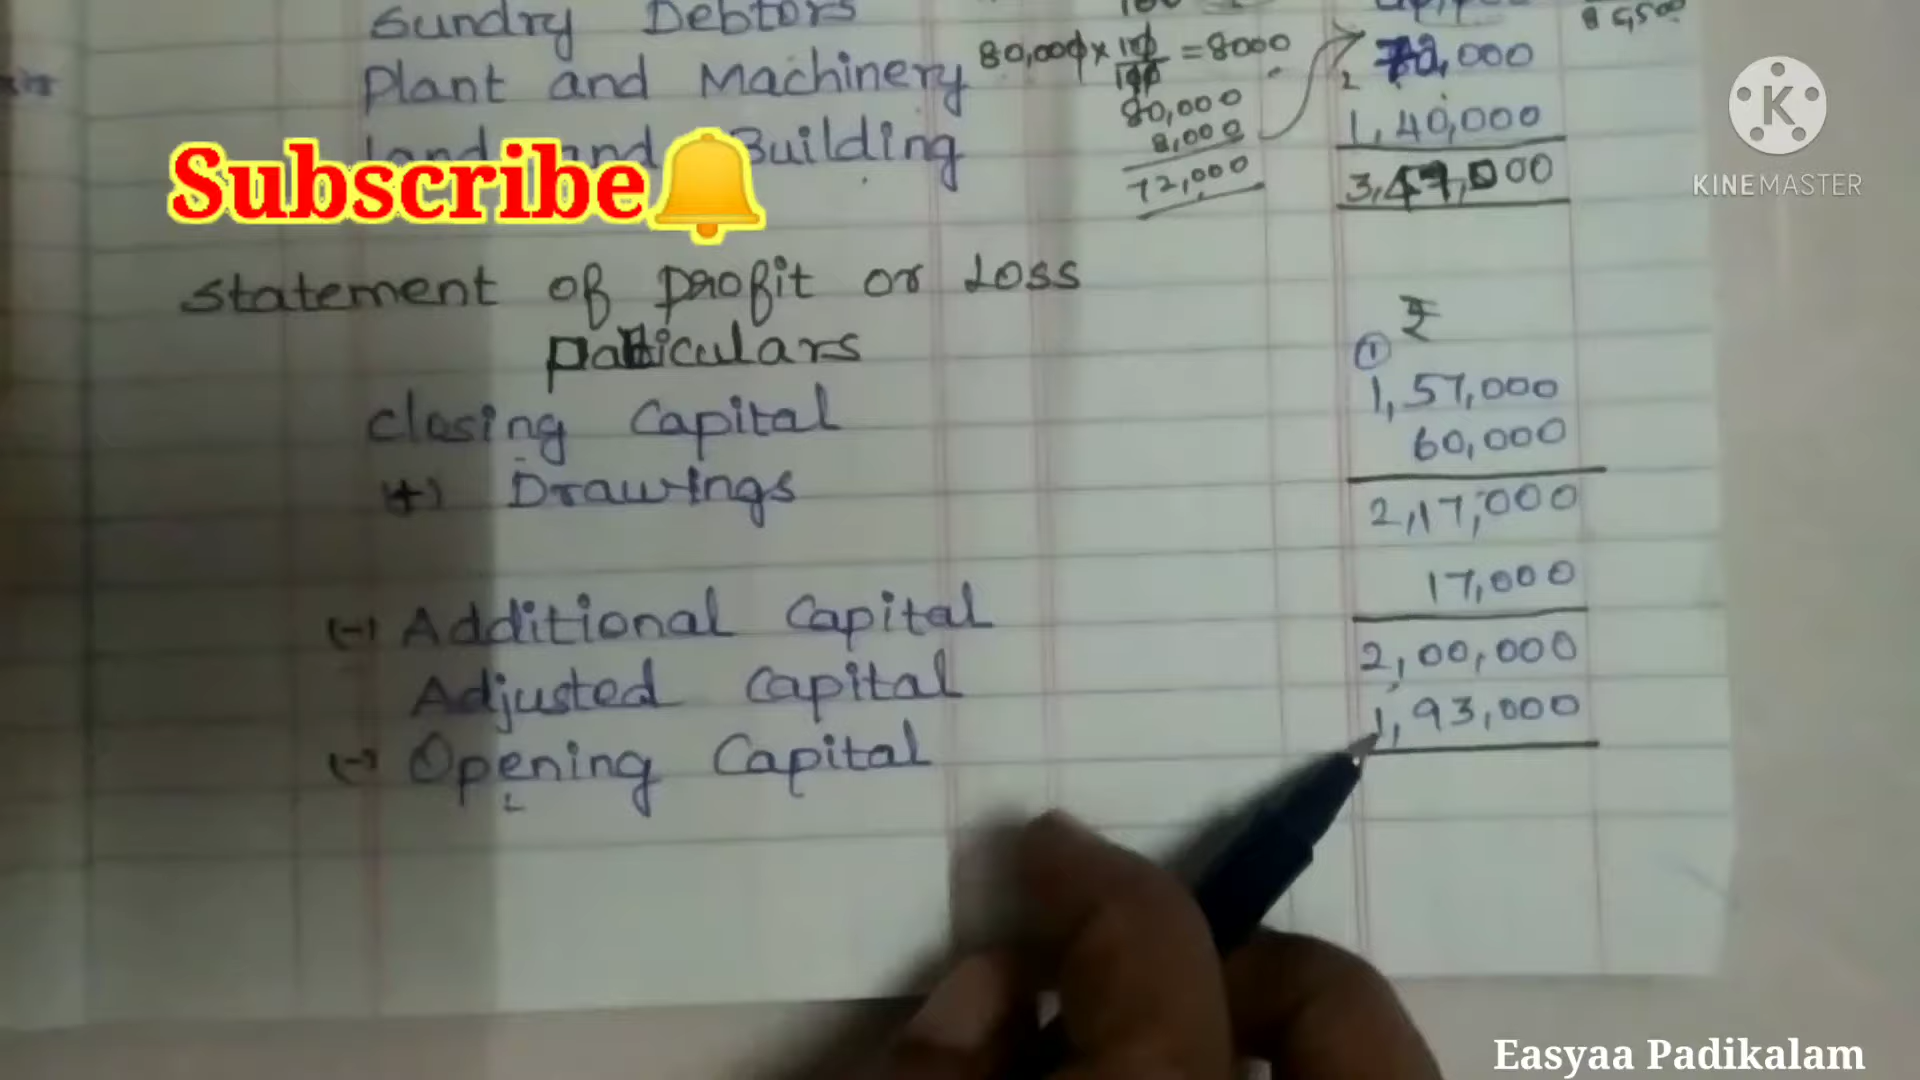 Sundry Debtors
Plant and Machinery 80,000 × 10/100 = 8000 72,000
80,000
Land and Building 8,000 1,40,000
72,000 3,47,000
Subscribe
KINEMASTER
Statement of Profit or Loss
Particulars ₹
①
Closing Capital 1,57,000
(+) Drawings 60,000
2,17,000
(-) Additional Capital 17,000
Adjusted Capital 2,00,000
(-) Opening Capital 1,93,000
Easyaa Padikalam